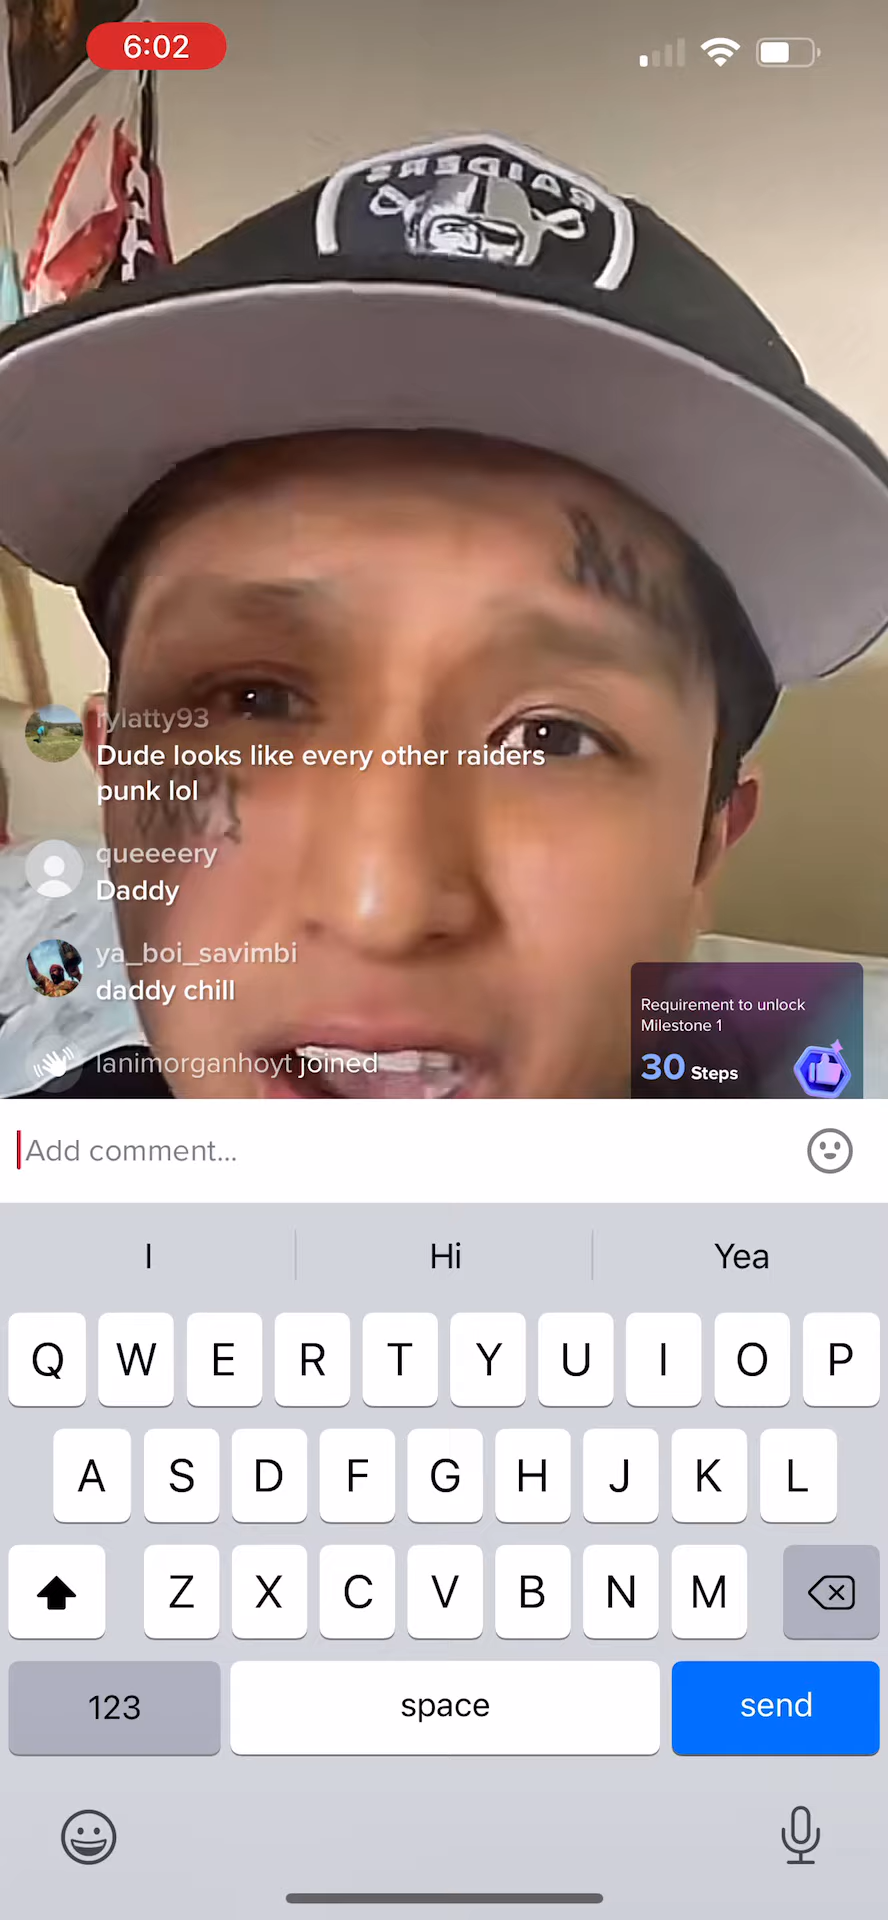 6:02
RAIDERS
rylatty93
Dude looks like every other raiders
punk lol
queeeery
Daddy
ya_boi_savimbi
daddy chill
lanimorganhoyt joined
Requirement to unlock
Milestone 1
30 Steps
Add comment...
I Hi Yea
Q W E R T Y U I O P
A S D F G H J K L
Z X C V B N M
123 space send